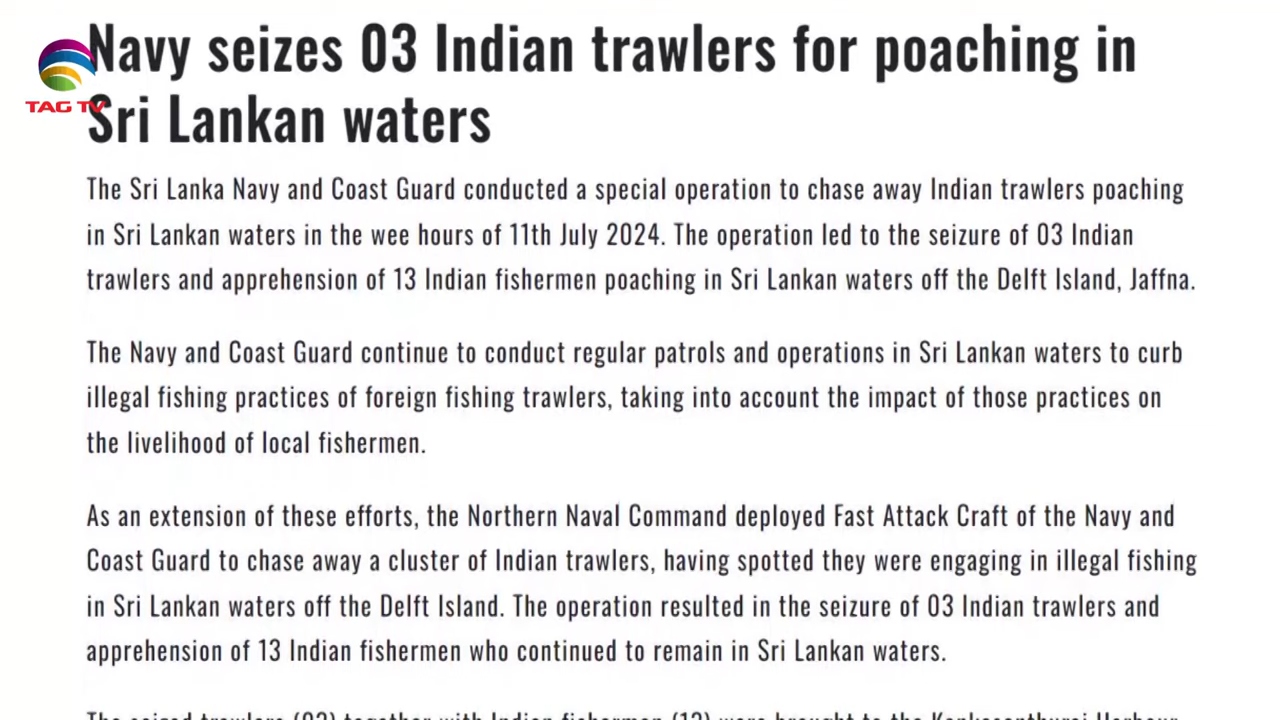 Navy seizes 03 Indian trawlers for poaching in
Sri Lankan waters
TAG TV
The Sri Lanka Navy and Coast Guard conducted a special operation to chase away Indian trawlers poaching
in Sri Lankan waters in the wee hours of 11th July 2024. The operation led to the seizure of 03 Indian
trawlers and apprehension of 13 Indian fishermen poaching in Sri Lankan waters off the Delft Island, Jaffna.
The Navy and Coast Guard continue to conduct regular patrols and operations in Sri Lankan waters to curb
illegal fishing practices of foreign fishing trawlers, taking into account the impact of those practices on
the livelihood of local fishermen.
As an extension of these efforts, the Northern Naval Command deployed Fast Attack Craft of the Navy and
Coast Guard to chase away a cluster of Indian trawlers, having spotted they were engaging in illegal fishing
in Sri Lankan waters off the Delft Island. The operation resulted in the seizure of 03 Indian trawlers and
apprehension of 13 Indian fishermen who continued to remain in Sri Lankan waters.